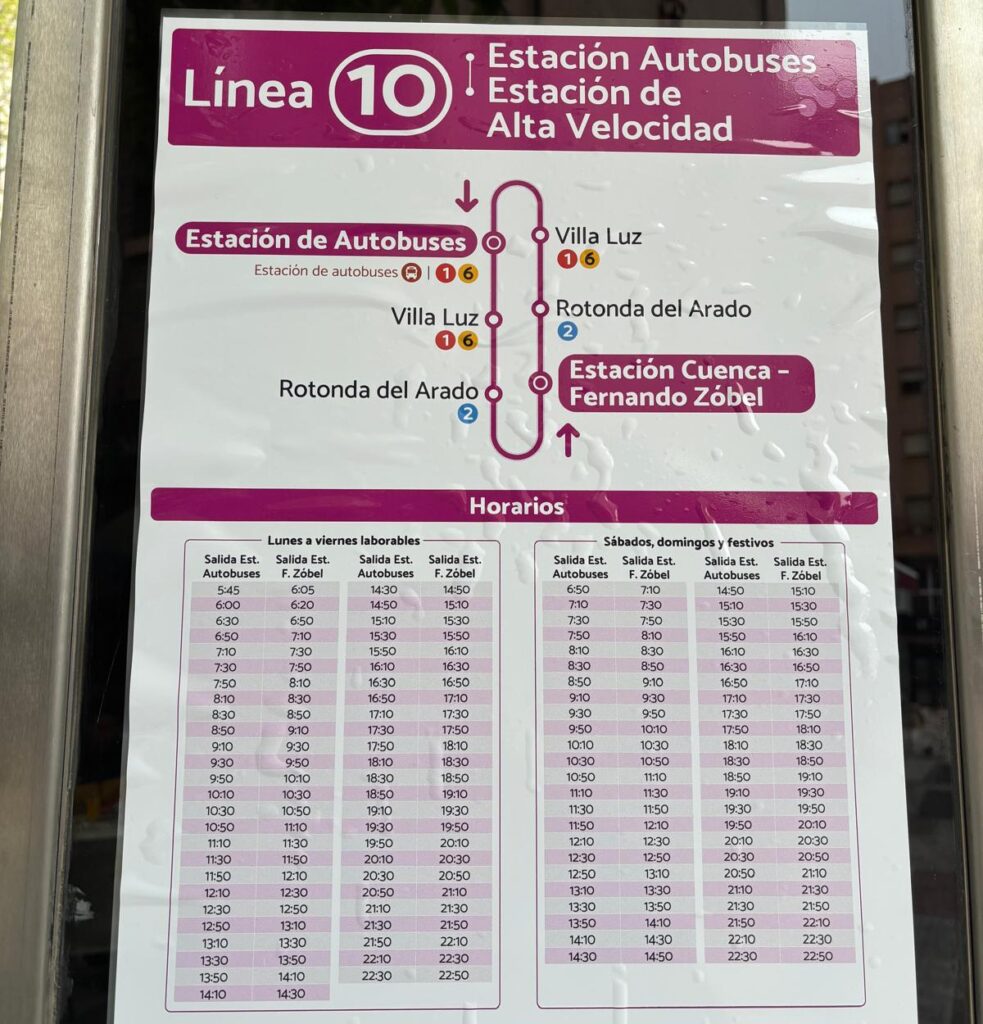 Línea 10
Estación Autobuses
Estación de
Alta Velocidad
Estación de Autobuses
Estación de autobuses | 1 6
Villa Luz
1 6
Rotonda del Arado
2
Villa Luz
1 6
Rotonda del Arado
2
Estación Cuenca –
Fernando Zóbel
Horarios
Lunes a viernes laborables
Salida Est. Salida Est. Salida Est. Salida Est.
Autobuses F. Zóbel Autobuses F. Zóbel
5:45 6:05 14:30 14:50
6:00 6:20 14:50 15:10
6:30 6:50 15:10 15:30
6:50 7:10 15:30 15:50
7:10 7:30 15:50 16:10
7:30 7:50 16:10 16:30
7:50 8:10 16:30 16:50
8:10 8:30 16:50 17:10
8:30 8:50 17:10 17:30
8:50 9:10 17:30 17:50
9:10 9:30 17:50 18:10
9:30 9:50 18:10 18:30
9:50 10:10 18:30 18:50
10:10 10:30 18:50 19:10
10:30 10:50 19:10 19:30
10:50 11:10 19:30 19:50
11:10 11:30 19:50 20:10
11:30 11:50 20:10 20:30
11:50 12:10 20:30 20:50
12:10 12:30 20:50 21:10
12:30 12:50 21:10 21:30
12:50 13:10 21:30 21:50
13:10 13:30 21:50 22:10
13:30 13:50 22:10 22:30
13:50 14:10 22:30 22:50
14:10 14:30
Sábados, domingos y festivos
Salida Est. Salida Est. Salida Est. Salida Est.
Autobuses F. Zóbel Autobuses F. Zóbel
6:50 7:10 14:50 15:10
7:10 7:30 15:10 15:30
7:30 7:50 15:30 15:50
7:50 8:10 15:50 16:10
8:10 8:30 16:10 16:30
8:30 8:50 16:30 16:50
8:50 9:10 16:50 17:10
9:10 9:30 17:10 17:30
9:30 9:50 17:30 17:50
9:50 10:10 17:50 18:10
10:10 10:30 18:10 18:30
10:30 10:50 18:30 18:50
10:50 11:10 18:50 19:10
11:10 11:30 19:10 19:30
11:30 11:50 19:30 19:50
11:50 12:10 19:50 20:10
12:10 12:30 20:10 20:30
12:30 12:50 20:30 20:50
12:50 13:10 20:50 21:10
13:10 13:30 21:10 21:30
13:30 13:50 21:30 21:50
13:50 14:10 21:50 22:10
14:10 14:30 22:10 22:30
14:30 14:50 22:30 22:50